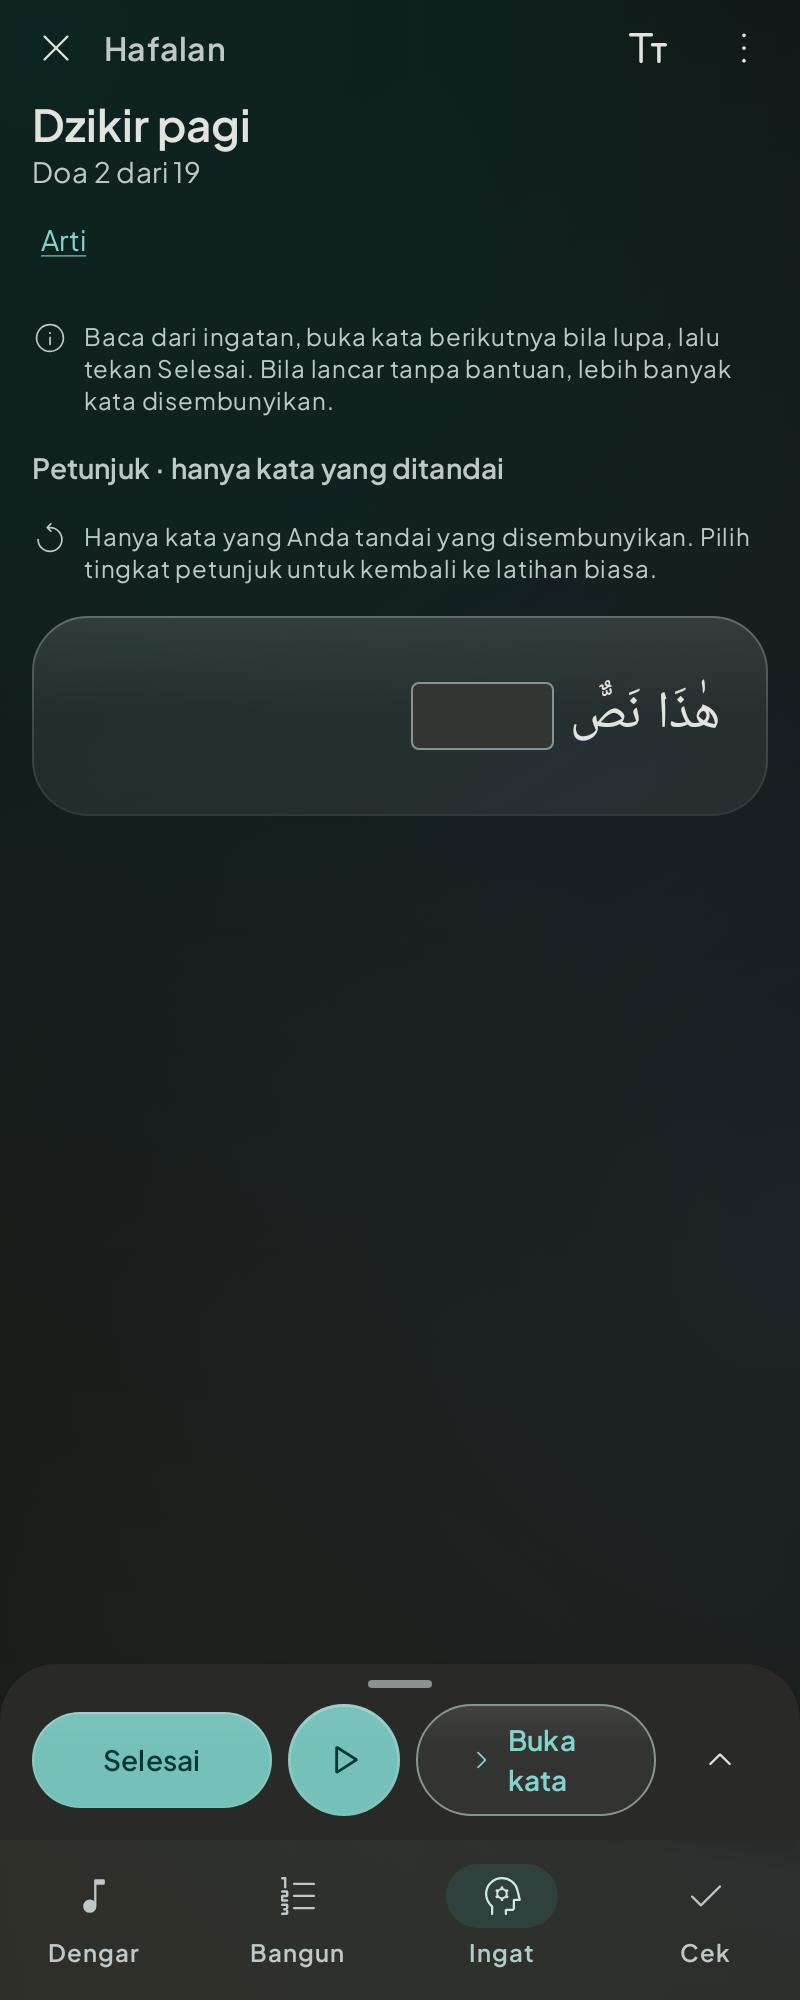 Hafalan
Dzikir pagi
Doa 2 dari 19
Arti
Baca dari ingatan, buka kata berikutnya bila lupa, lalu
tekan Selesai. Bila lancar tanpa bantuan, lebih banyak
kata disembunyikan.
Petunjuk · hanya kata yang ditandai
Hanya kata yang Anda tandai yang disembunyikan. Pilih
tingkat petunjuk untuk kembali ke latihan biasa.
هٰذَا نَصٌّ
Selesai
Buka
kata
Dengar
Bangun
Ingat
Cek